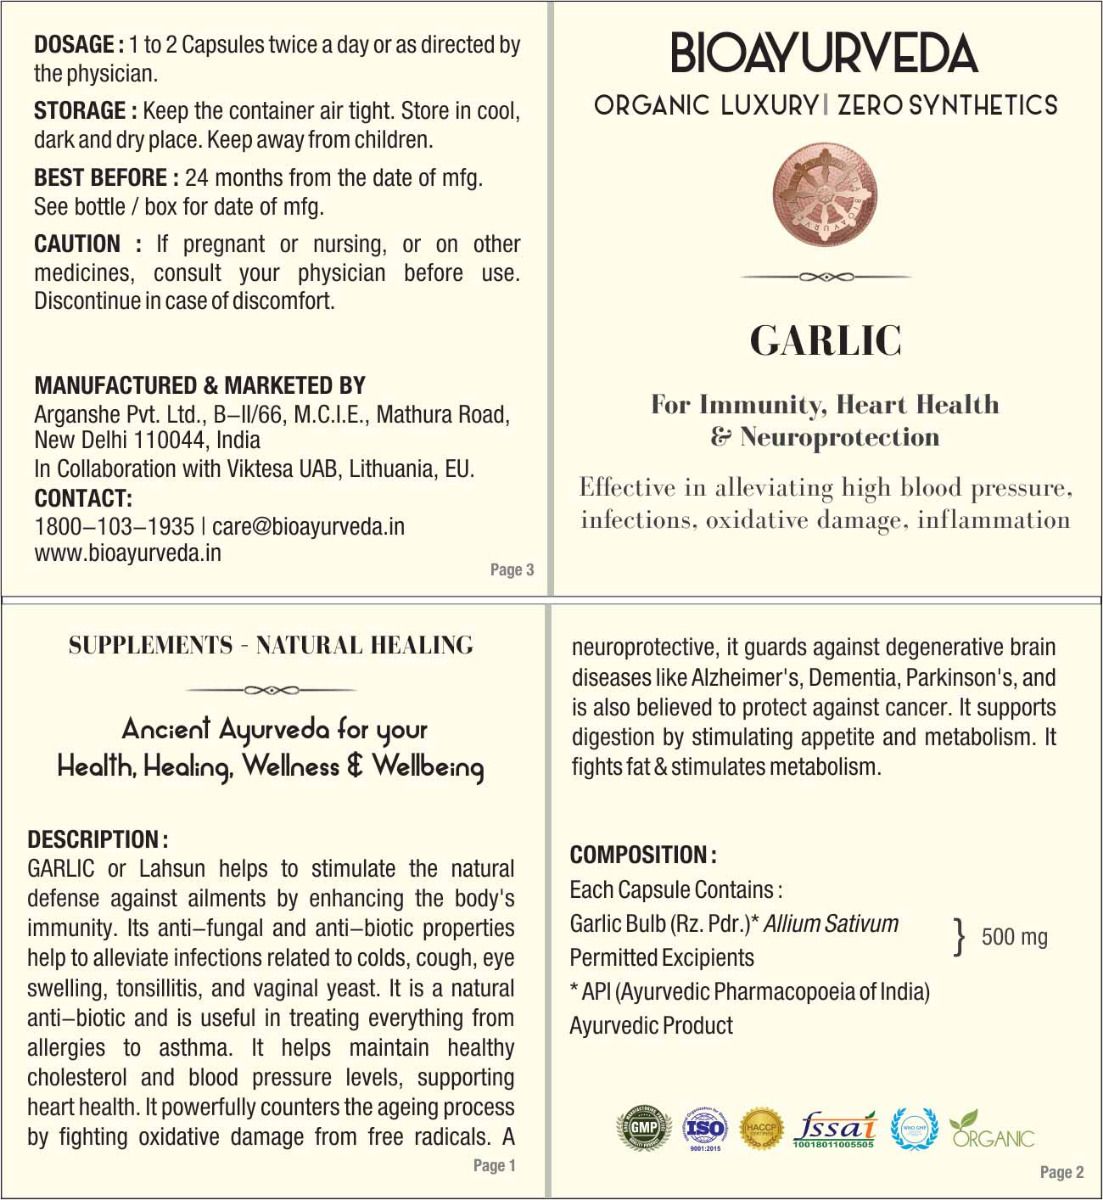 DOSAGE : 1 to 2 Capsules twice a day or as directed by
the physician.
STORAGE : Keep the container air tight. Store in cool,
dark and dry place. Keep away from children.
BEST BEFORE : 24 months from the date of mfg.
See bottle / box for date of mfg.
CAUTION : If pregnant or nursing, or on other
medicines, consult your physician before use.
Discontinue in case of discomfort.
MANUFACTURED & MARKETED BY
Arganshe Pvt. Ltd., B–II/66, M.C.I.E., Mathura Road,
New Delhi 110044, India
In Collaboration with Viktesa UAB, Lithuania, EU.
CONTACT:
1800–103–1935 | care@bioayurveda.in
www.bioayurveda.in
Page 3
BIOAYURVEDA
ORGANIC LUXURY| ZERO SYNTHETICS
GARLIC
For Immunity, Heart Health
& Neuroprotection
Effective in alleviating high blood pressure,
infections, oxidative damage, inflammation
SUPPLEMENTS - NATURAL HEALING
Ancient Ayurveda for your
Health, Healing, Wellness & Wellbeing
DESCRIPTION :
GARLIC or Lahsun helps to stimulate the natural
defense against ailments by enhancing the body's
immunity. Its anti–fungal and anti–biotic properties
help to alleviate infections related to colds, cough, eye
swelling, tonsillitis, and vaginal yeast. It is a natural
anti–biotic and is useful in treating everything from
allergies to asthma. It helps maintain healthy
cholesterol and blood pressure levels, supporting
heart health. It powerfully counters the ageing process
by fighting oxidative damage from free radicals. A
Page 1
neuroprotective, it guards against degenerative brain
diseases like Alzheimer's, Dementia, Parkinson's, and
is also believed to protect against cancer. It supports
digestion by stimulating appetite and metabolism. It
fights fat & stimulates metabolism.
COMPOSITION :
Each Capsule Contains :
Garlic Bulb (Rz. Pdr.)* Allium Sativum
Permitted Excipients
} 500 mg
* API (Ayurvedic Pharmacopoeia of India)
Ayurvedic Product
GMP
ISO
9001:2015
HACCP
fssai
10018011005505
WHO GMP
ORGANIC
Page 2